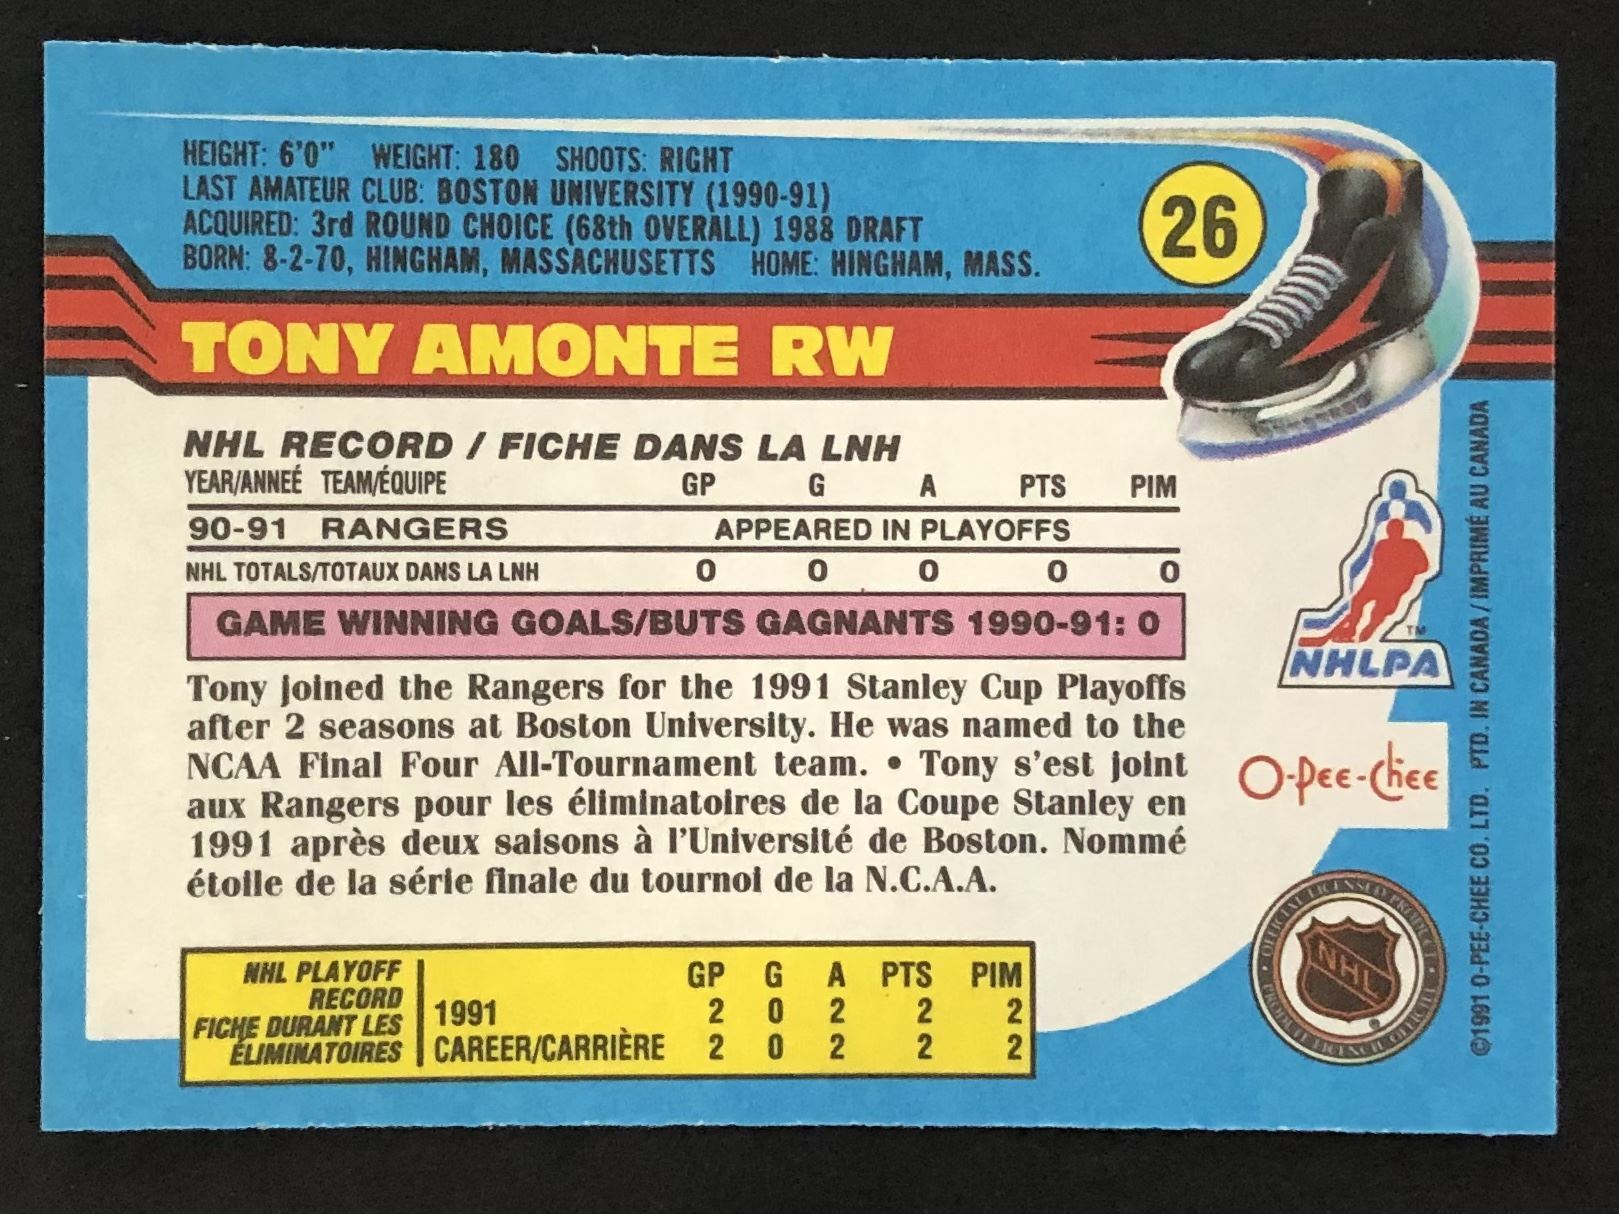 HEIGHT: 6'0" WEIGHT: 180 SHOOTS: RIGHT
LAST AMATEUR CLUB: BOSTON UNIVERSITY (1990-91)
ACQUIRED: 3rd ROUND CHOICE (68th OVERALL) 1988 DRAFT
BORN: 8-2-70, HINGHAM, MASSACHUSETTS HOME: HINGHAM, MASS.
26
TONY AMONTE RW
NHL RECORD / FICHE DANS LA LNH
YEAR/ANNEÉ TEAM/ÉQUIPE GP G A PTS PIM
90-91 RANGERS APPEARED IN PLAYOFFS
NHL TOTALS/TOTAUX DANS LA LNH 0 0 0 0 0
GAME WINNING GOALS/BUTS GAGNANTS 1990-91: 0
Tony joined the Rangers for the 1991 Stanley Cup Playoffs
after 2 seasons at Boston University. He was named to the
NCAA Final Four All-Tournament team. • Tony s'est joint
aux Rangers pour les éliminatoires de la Coupe Stanley en
1991 après deux saisons à l'Université de Boston. Nommé
étoile de la série finale du tournoi de la N.C.A.A.
NHL PLAYOFF
RECORD
FICHE DURANT LES
ÉLIMINATOIRES
GP G A PTS PIM
1991 2 0 2 2 2
CAREER/CARRIÈRE 2 0 2 2 2
TM
NHLPA
O-Pee-Chee
OFFICIAL LICENSED PRODUCT
NHL
®
PRODUIT LICENCIÉ OFFICIEL
©1991 O-PEE-CHEE CO. LTD. PTD. IN CANADA / IMPRIMÉ AU CANADA